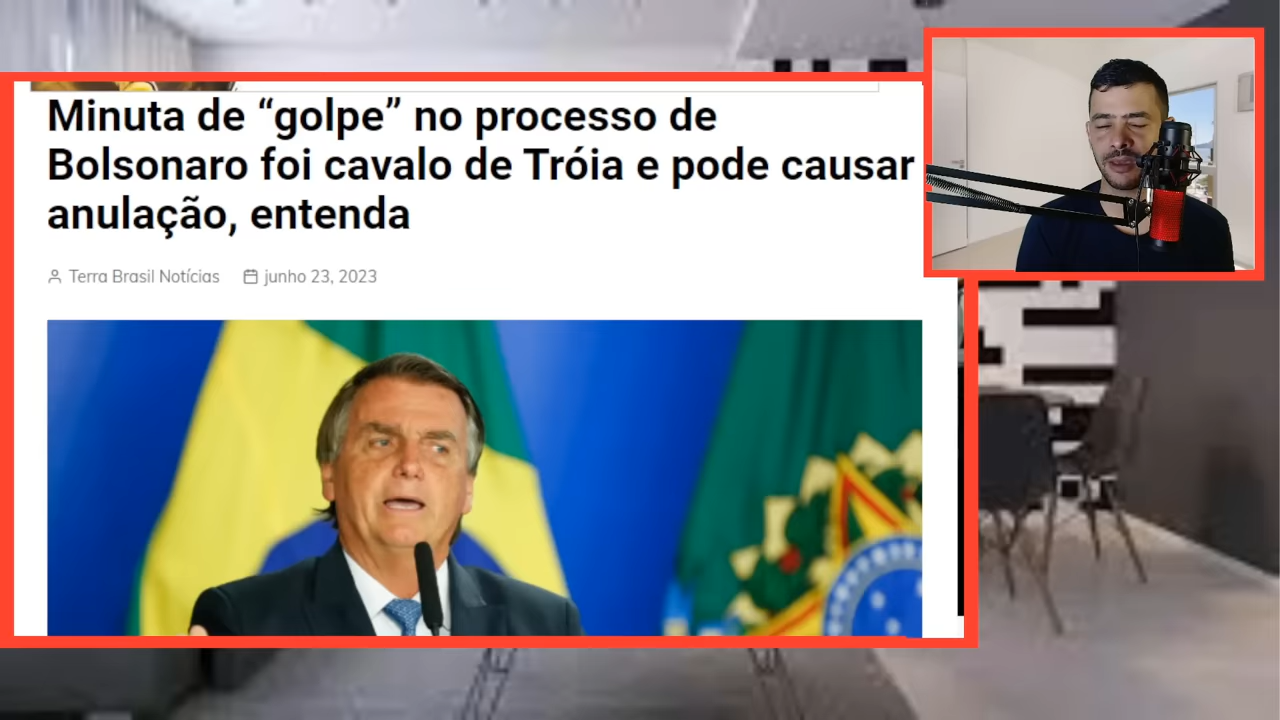 Minuta de “golpe” no processo de
Bolsonaro foi cavalo de Tróia e pode causar
anulação, entenda
Terra Brasil Notícias junho 23, 2023